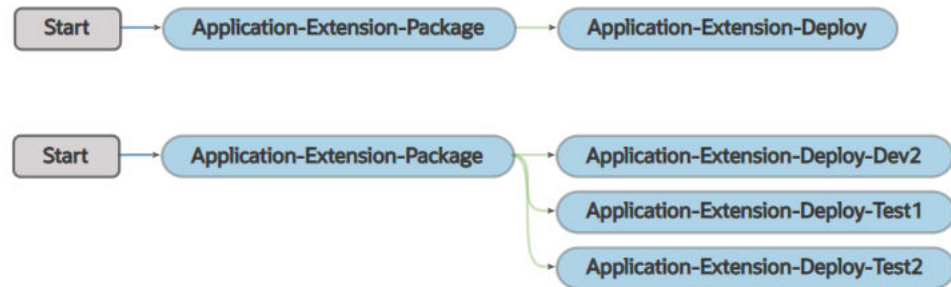 Start
Application-Extension-Package
Application-Extension-Deploy
Start
Application-Extension-Package
Application-Extension-Deploy-Dev2
Application-Extension-Deploy-Test1
Application-Extension-Deploy-Test2